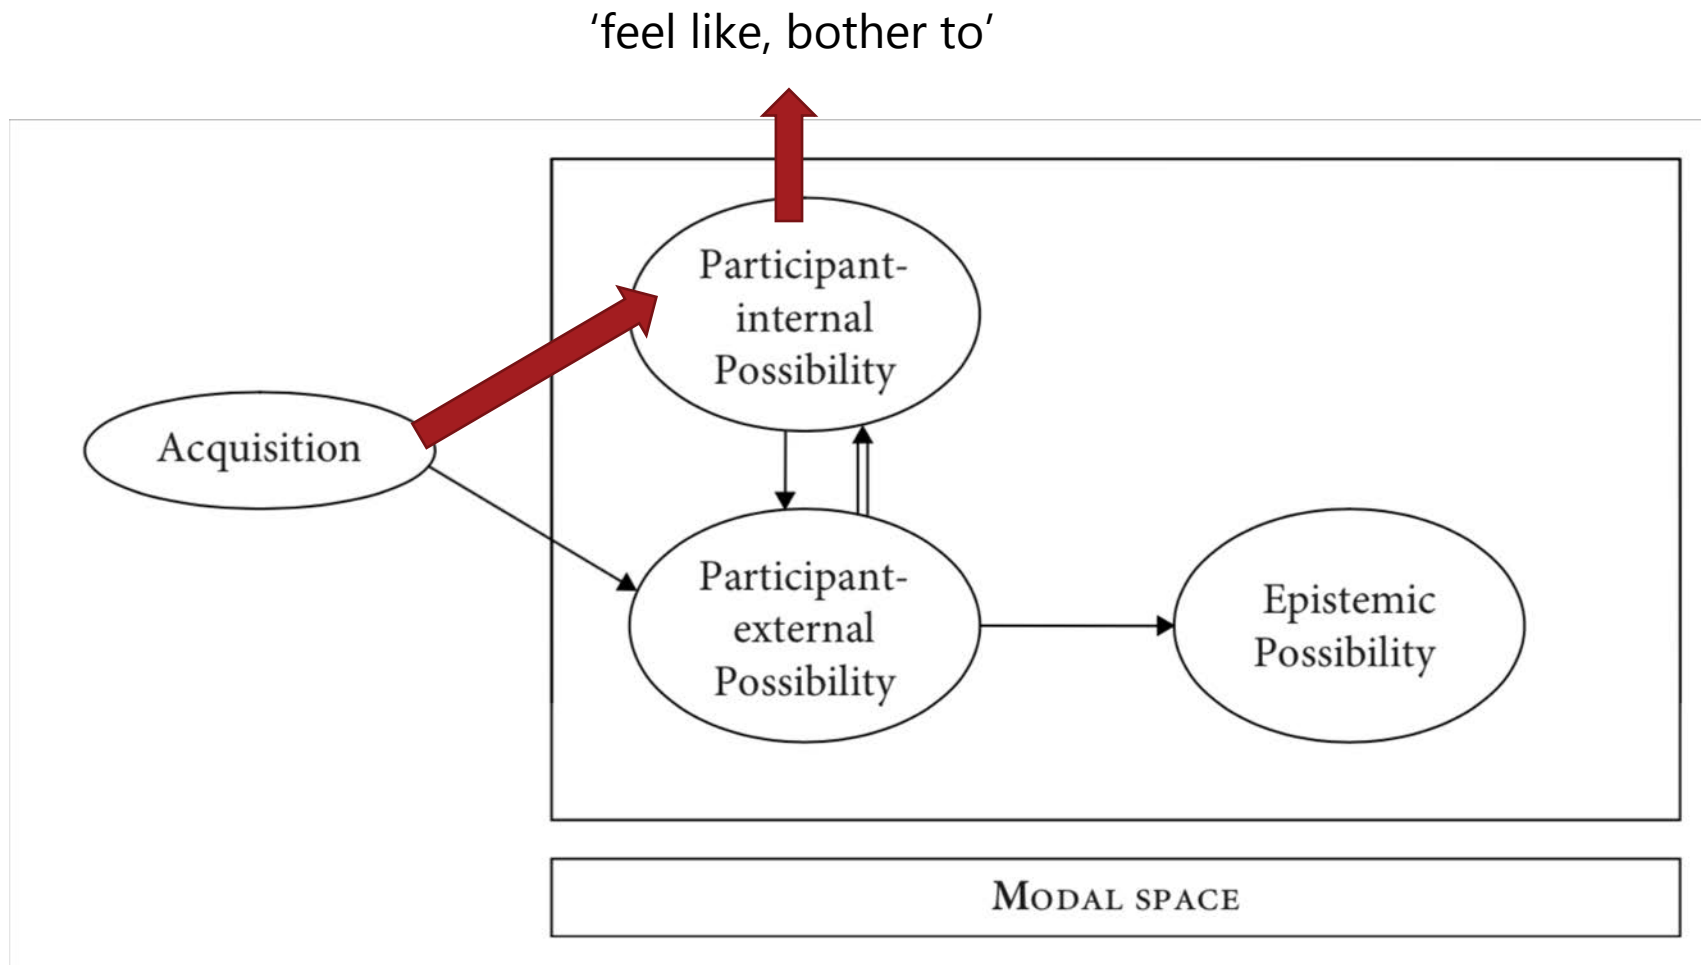 ‘feel like, bother to‘
Participant-
internal
Possibility
Acquisition
Participant-
external
Possibility
Epistemic
Possibility
MODAL SPACE